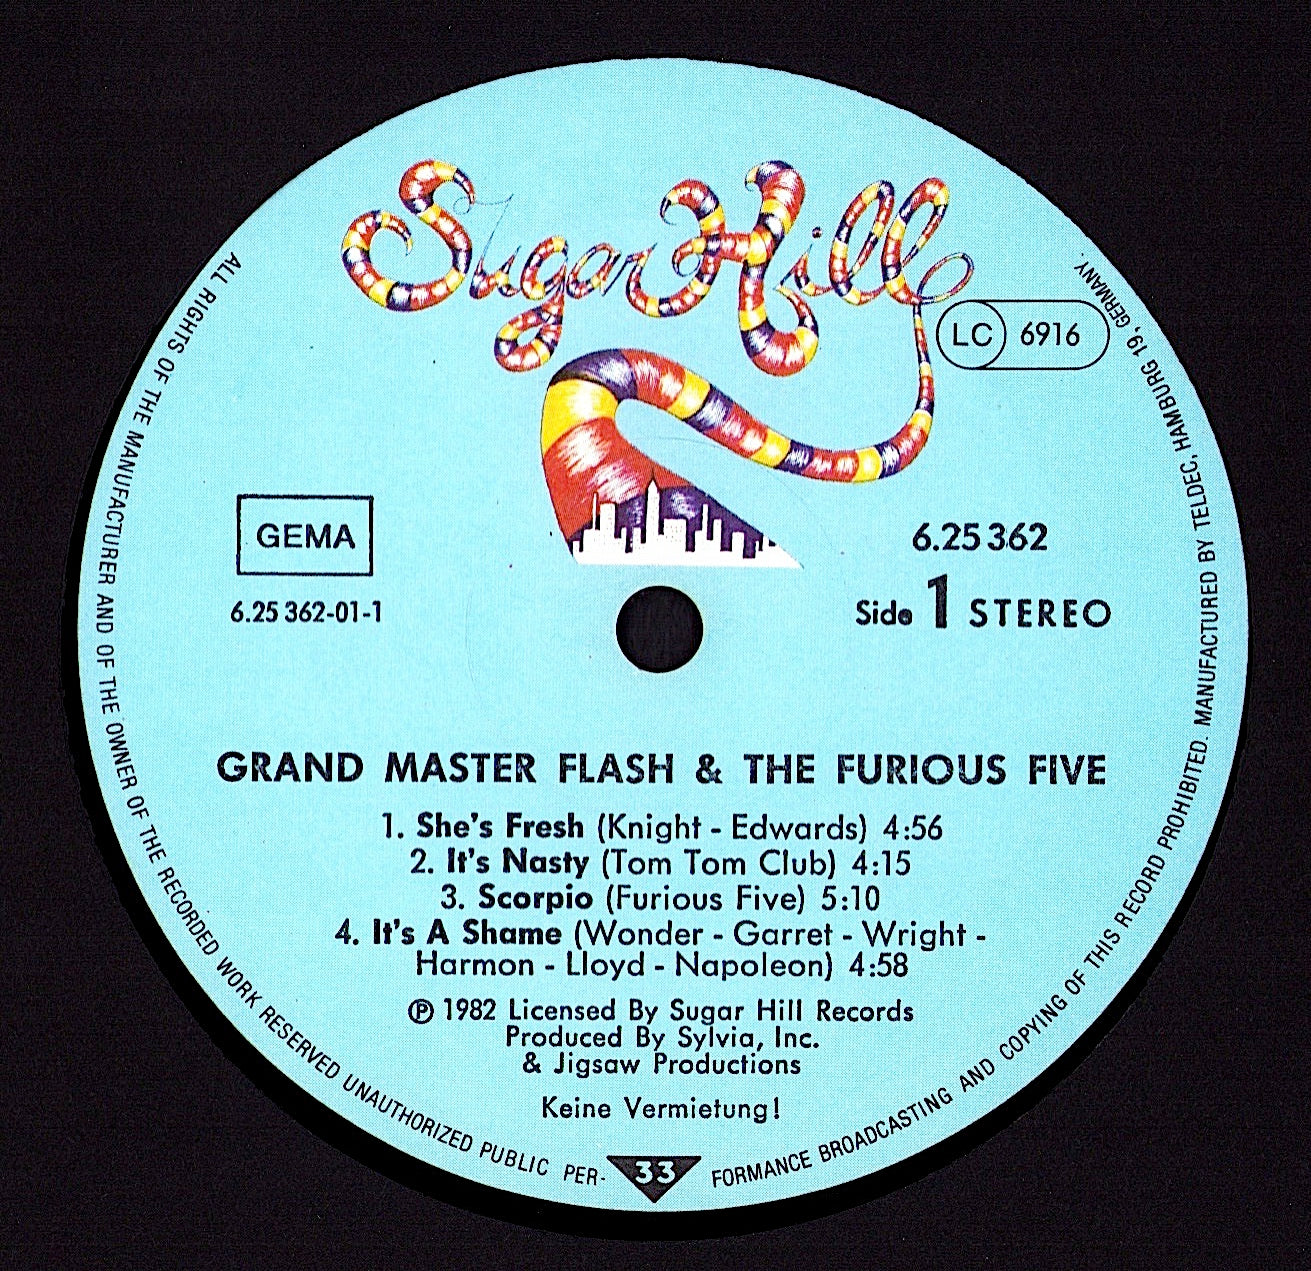 Sugar Hill
LC 6916
GEMA
6.25 362
6.25 362-01-1
Side 1 STEREO
GRAND MASTER FLASH & THE FURIOUS FIVE
1. She's Fresh (Knight - Edwards) 4:56
2. It's Nasty (Tom Tom Club) 4:15
3. Scorpio (Furious Five) 5:10
4. It's A Shame (Wonder - Garret - Wright -
Harmon - Lloyd - Napoleon) 4:58
℗ 1982 Licensed By Sugar Hill Records
Produced By Sylvia, Inc.
& Jigsaw Productions
Keine Vermietung!
33
ALL RIGHTS OF THE MANUFACTURER AND OF THE OWNER OF THE RECORDED WORK RESERVED UNAUTHORIZED PUBLIC PER-FORMANCE BROADCASTING AND COPYING OF THIS RECORD PROHIBITED. MANUFACTURED BY TELDEC, HAMBURG 19, GERMANY.